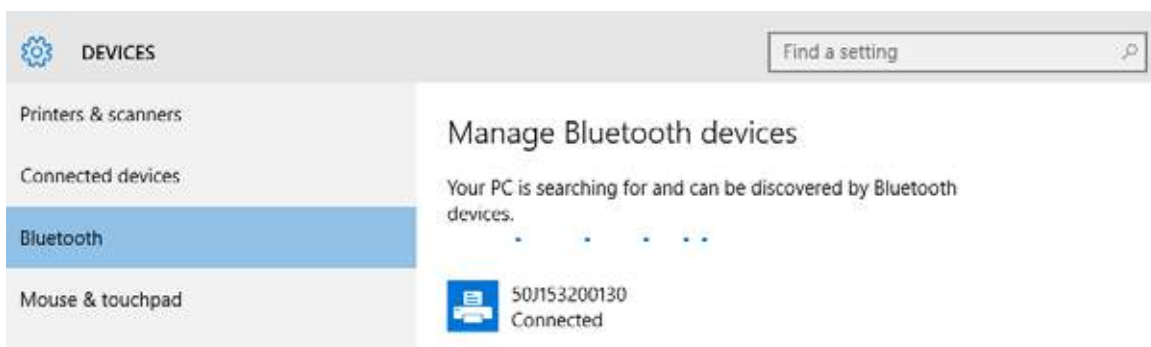 DEVICES
Find a setting
Printers & scanners
Connected devices
Bluetooth
Mouse & touchpad
Manage Bluetooth devices
Your PC is searching for and can be discovered by Bluetooth
devices.
50J153200130
Connected